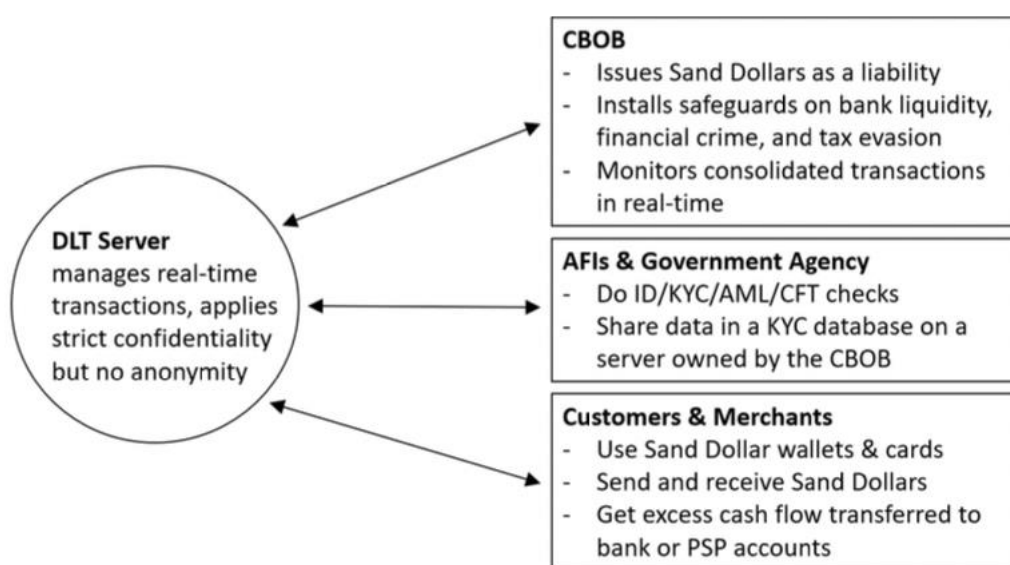 DLT Server
manages real-time
transactions, applies
strict confidentiality
but no anonymity
CBOB
- Issues Sand Dollars as a liability
- Installs safeguards on bank liquidity,
financial crime, and tax evasion
- Monitors consolidated transactions
in real-time
AFIs & Government Agency
- Do ID/KYC/AML/CFT checks
- Share data in a KYC database on a
server owned by the CBOB
Customers & Merchants
- Use Sand Dollar wallets & cards
- Send and receive Sand Dollars
- Get excess cash flow transferred to
bank or PSP accounts